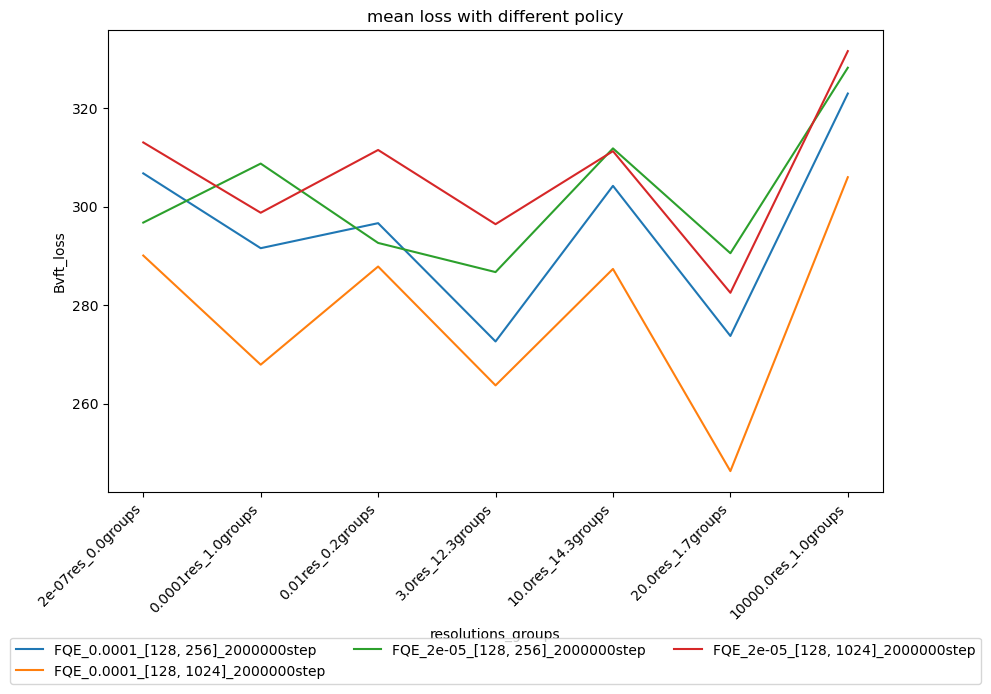 mean loss with different policy
Bvft_loss
320
300
280
260
2e-07res_0.0groups
0.0001res_1.0groups
0.01res_0.2groups
3.0res_12.3groups
10.0res_14.3groups
20.0res_1.7groups
10000.0res_1.0groups
resolutions_groups
FQE_0.0001_[128, 256]_2000000step
FQE_0.0001_[128, 1024]_2000000step
FQE_2e-05_[128, 256]_2000000step
FQE_2e-05_[128, 1024]_2000000step